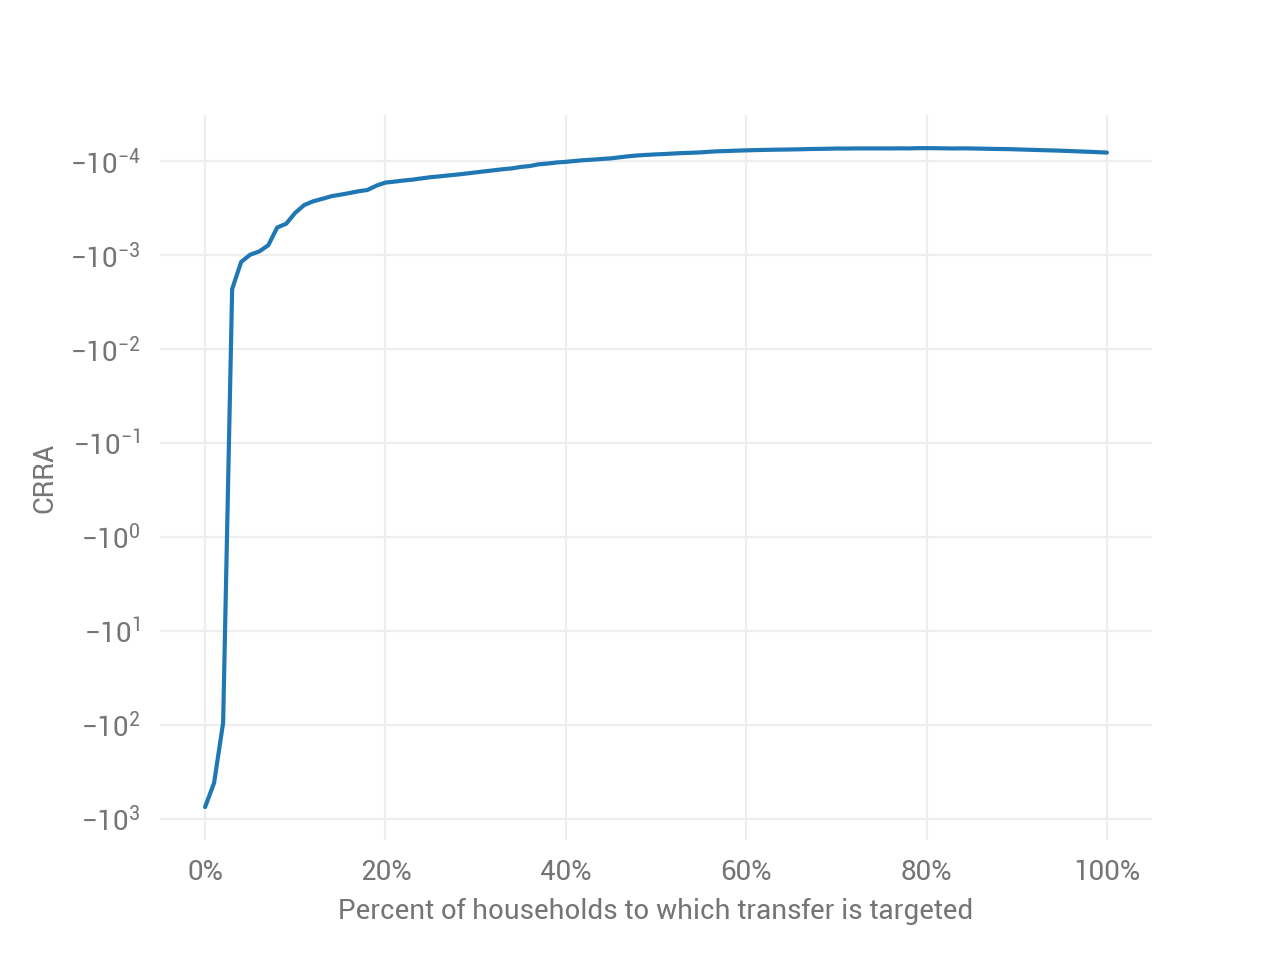 −10⁻⁴
−10⁻³
−10⁻²
−10⁻¹
−10⁰
−10¹
−10²
−10³
CRRA
0% 20% 40% 60% 80% 100%
Percent of households to which transfer is targeted